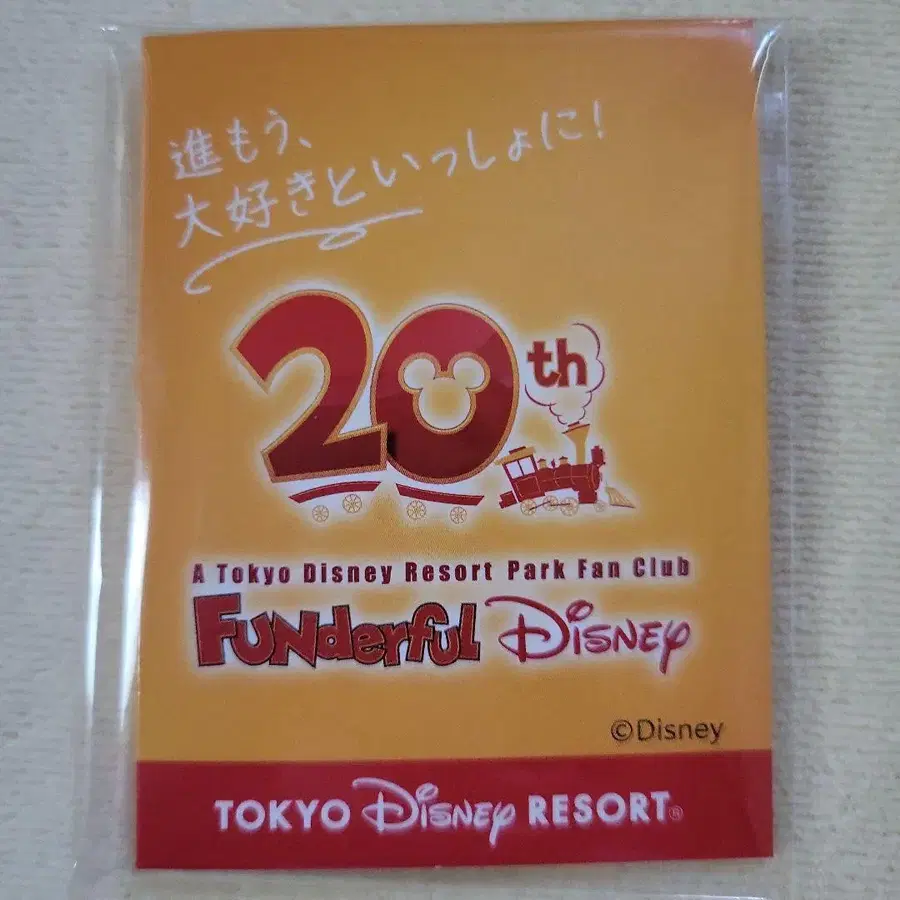 進もう、
大好きといっしょに!
20th
A Tokyo Disney Resort Park Fan Club
FUNderful Disney
©Disney
TOKYO Disney RESORT®